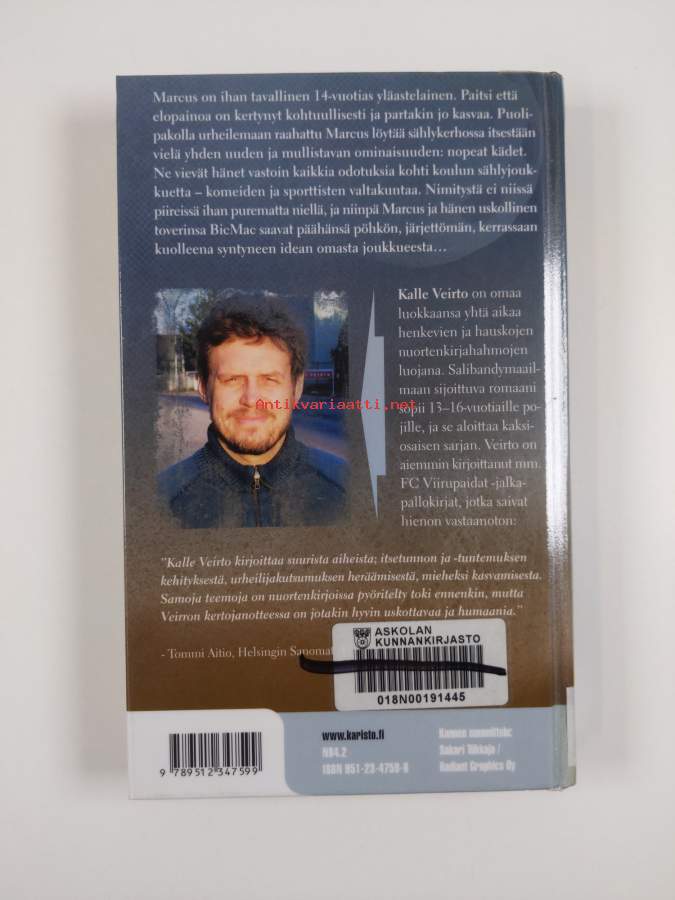 Marcus on ihan tavallinen 14-vuotias yläastelainen. Paitsi että
elopainoa on kertynyt kohtuullisesti ja partakin jo kasvaa. Puoli-
pakolla urheilemaan raahattu Marcus löytää sählykerhossa itsestään
vielä yhden uuden ja mullistavan ominaisuuden: nopeat kädet.
Ne vievät hänet vastoin kaikkia odotuksia kohti koulun sählyjouk-
kuetta – komeiden ja sporttisten valtakuntaa. Nimitystä ei niissä
piireissä ihan purematta niellä, ja niinpä Marcus ja hänen uskollinen
toverinsa BicMac saavat päähänsä pöhkön, järjettömän, kerrassaan
kuolleena syntyneen idean omasta joukkueesta…
Kalle Veirto on omaa
luokkaansa yhtä aikaa
henkevien ja hauskojen
nuortenkirjahahmojen
luojana. Salibandymaail-
maan sijoittuva romaani
sopii 13–16-vuotiaille po-
jille, ja se aloittaa kaksi-
osaisen sarjan. Veirto on
aiemmin kirjoittanut mm.
FC Viirupaidat -jalka-
pallokirjat, jotka saivat
hienon vastaanoton:
Antikvariaatti.net
"Kalle Veirto kirjoittaa suurista aiheista; itsetunnon ja -tuntemuksen
kehityksestä, urheilijakutsumuksen heräämisestä, mieheksi kasvamisesta.
Samoja teemoja on nuortenkirjoissa pyöritelty toki ennenkin, mutta
Veirron kertojanotteessa on jotakin hyvin uskottavaa ja humaania."
- Tommi Aitio, Helsingin Sanomat
ASKOLAN
KUNNANKIRJASTO
018N00191445
9 789512 347599
www.karisto.fi
N84.2
ISBN 951-23-4759-8
Kannen suunnittelu:
Sakari Tiikkaja /
Radiant Graphics Oy